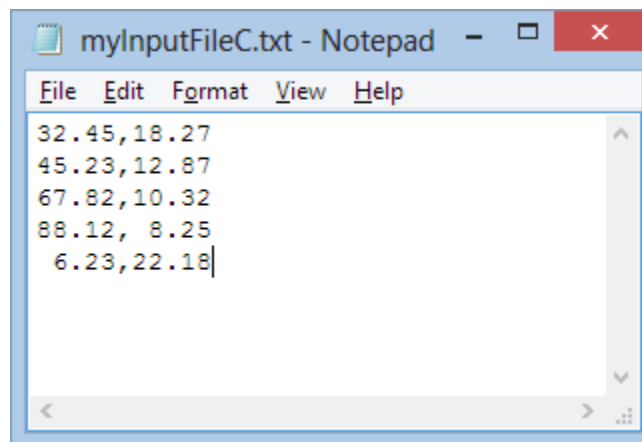 myInputFileC.txt - Notepad
File Edit Format View Help
32.45,18.27
45.23,12.87
67.82,10.32
88.12, 8.25
 6.23,22.18